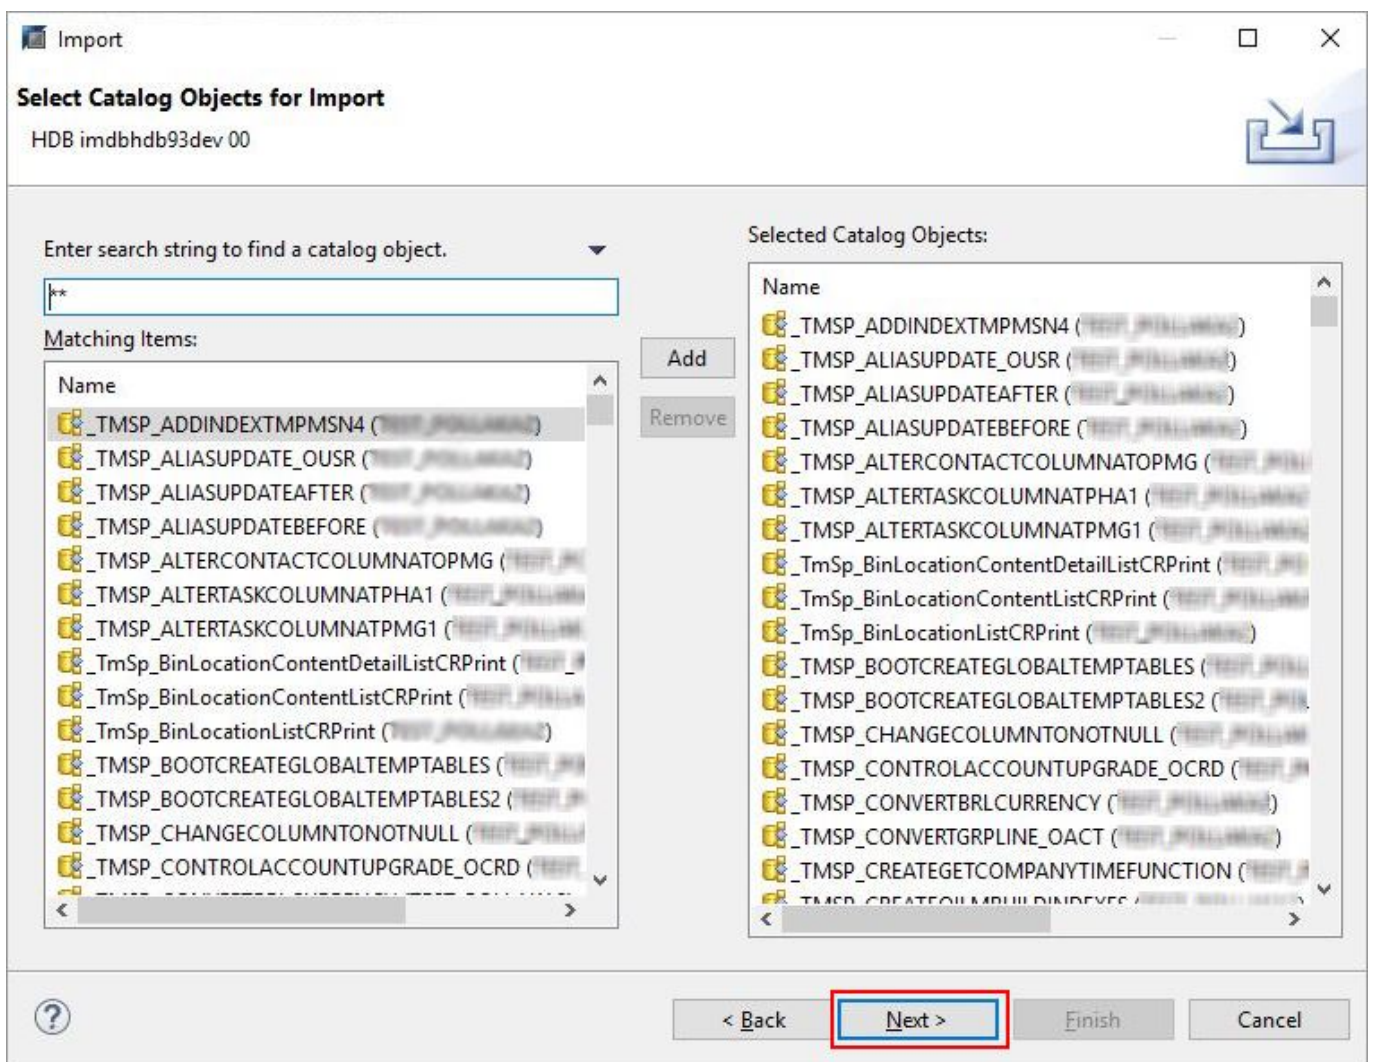 Import
Select Catalog Objects for Import
HDB imdbhdb93dev 00
Enter search string to find a catalog object.
**
Matching Items:
Name
_TMSP_ADDINDEXTMPMSN4 (
_TMSP_ALIASUPDATE_OUSR (
_TMSP_ALIASUPDATEAFTER (
_TMSP_ALIASUPDATEBEFORE (
_TMSP_ALTERCONTACTCOLUMNATOPMG (
_TMSP_ALTERTASKCOLUMNATPHA1 (
_TMSP_ALTERTASKCOLUMNATPMG1 (
_TmSp_BinLocationContentDetailListCRPrint (
_TmSp_BinLocationContentListCRPrint (
_TmSp_BinLocationListCRPrint (
_TMSP_BOOTCREATEGLOBALTEMPTABLES (
_TMSP_BOOTCREATEGLOBALTEMPTABLES2 (
_TMSP_CHANGECOLUMNTONOTNULL (
_TMSP_CONTROLACCOUNTUPGRADE_OCRD (
Add
Remove
Selected Catalog Objects:
Name
_TMSP_ADDINDEXTMPMSN4 (
_TMSP_ALIASUPDATE_OUSR (
_TMSP_ALIASUPDATEAFTER (
_TMSP_ALIASUPDATEBEFORE (
_TMSP_ALTERCONTACTCOLUMNATOPMG (
_TMSP_ALTERTASKCOLUMNATPHA1 (
_TMSP_ALTERTASKCOLUMNATPMG1 (
_TmSp_BinLocationContentDetailListCRPrint (
_TmSp_BinLocationContentListCRPrint (
_TmSp_BinLocationListCRPrint (
_TMSP_BOOTCREATEGLOBALTEMPTABLES (
_TMSP_BOOTCREATEGLOBALTEMPTABLES2 (
_TMSP_CHANGECOLUMNTONOTNULL (
_TMSP_CONTROLACCOUNTUPGRADE_OCRD (
_TMSP_CONVERTBRLCURRENCY (
_TMSP_CONVERTGRPLINE_OACT (
_TMSP_CREATEGETCOMPANYTIMEFUNCTION (
?
< Back
Next >
Finish
Cancel